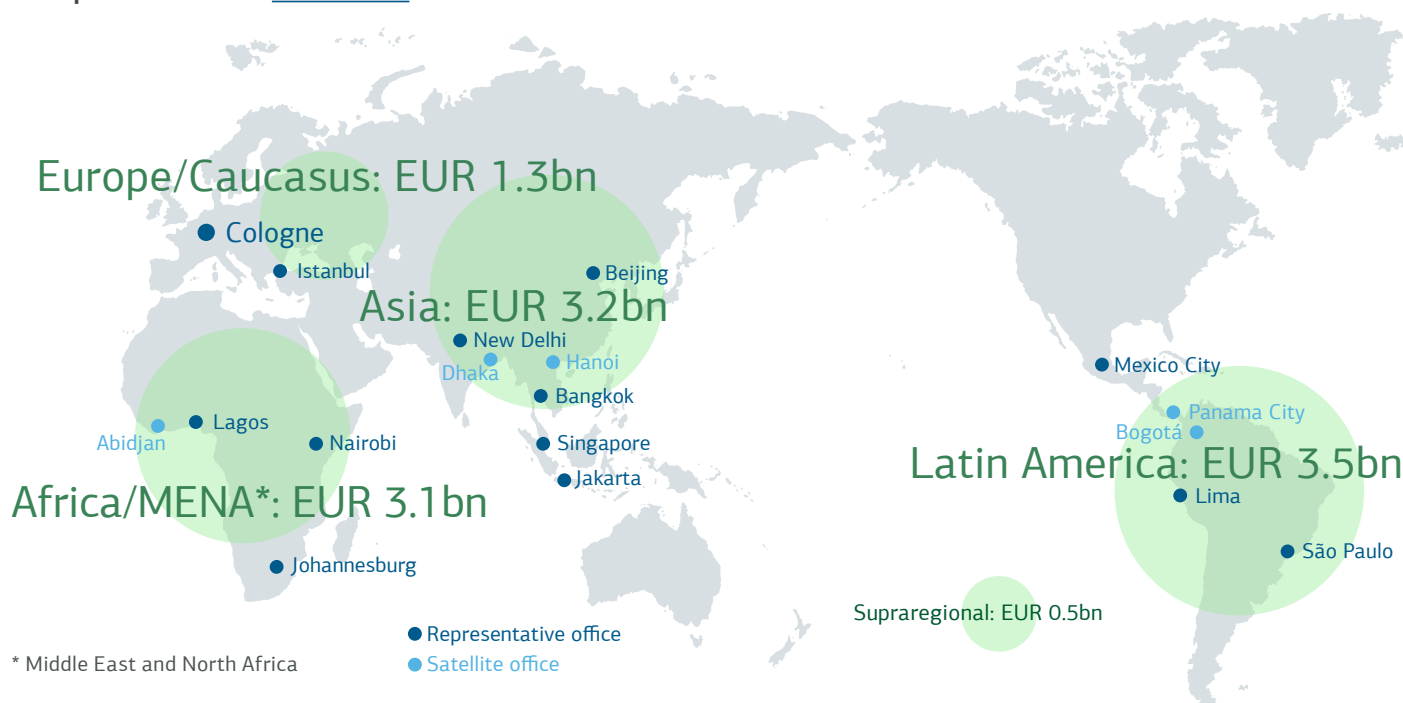 Europe/Caucasus: EUR 1.3bn
Cologne
Istanbul
Beijing
Asia: EUR 3.2bn
New Delhi
Dhaka
Hanoi
Bangkok
Mexico City
Panama City
Bogotá
Lagos
Abidjan
Nairobi
Singapore
Jakarta
Latin America: EUR 3.5bn
Lima
Africa/MENA*: EUR 3.1bn
São Paulo
Johannesburg
Supraregional: EUR 0.5bn
Representative office
Satellite office
* Middle East and North Africa